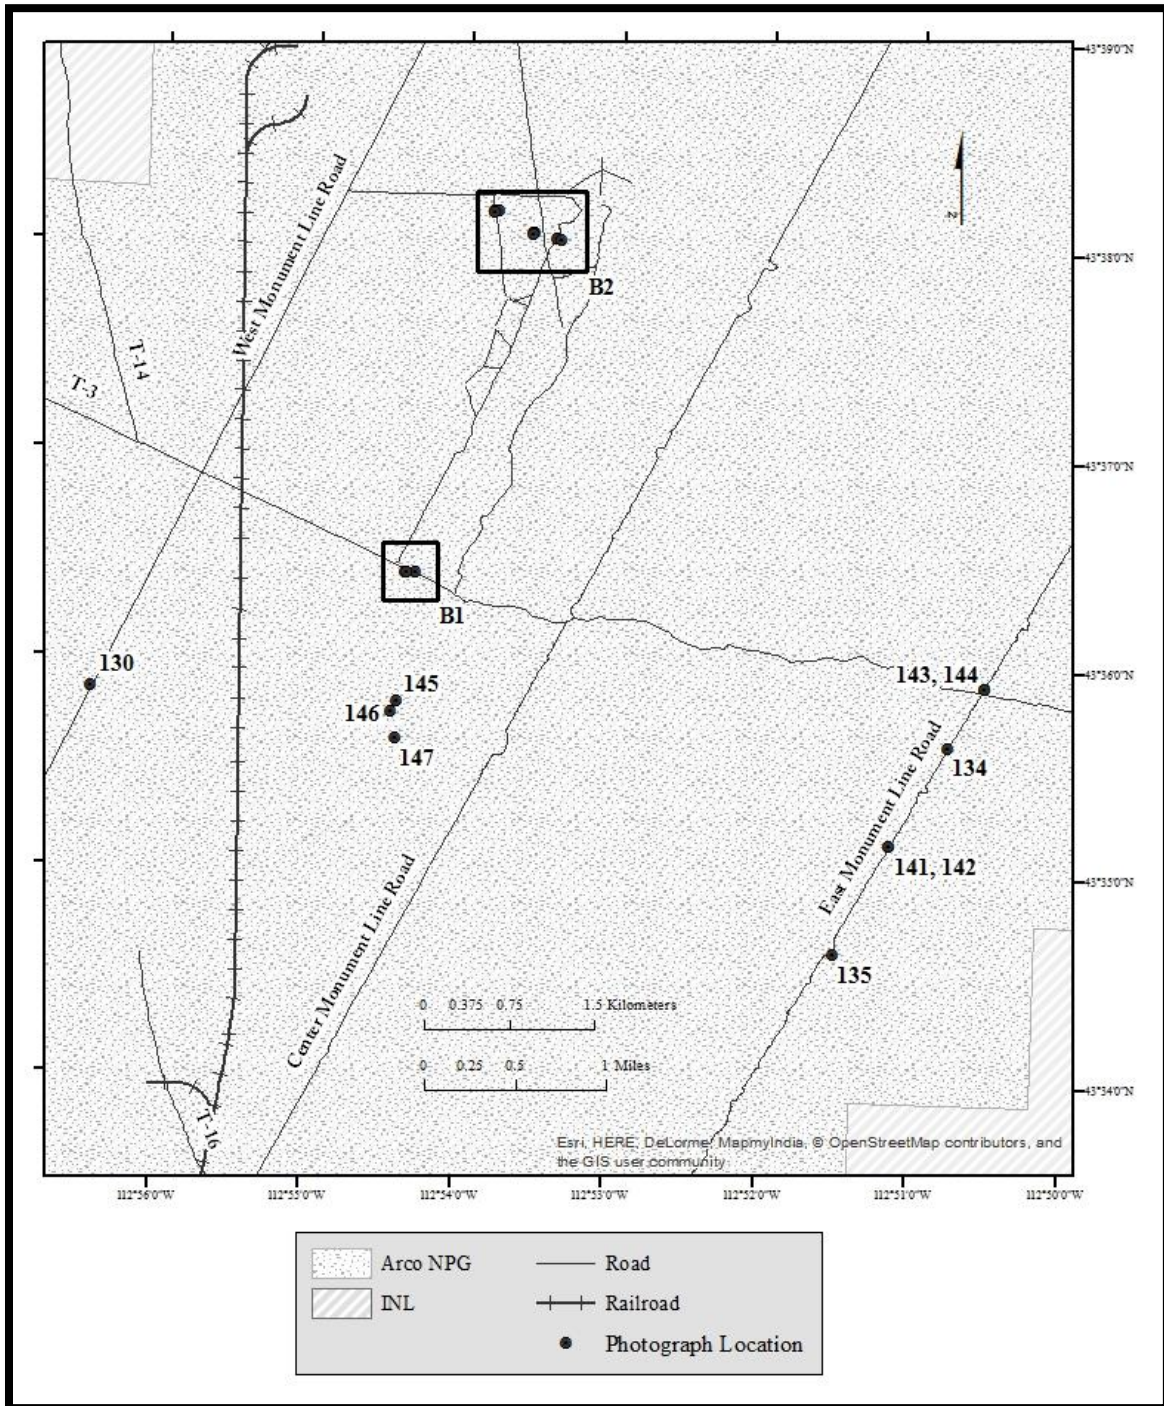 43°39'0"N
West Monument Line Road
z
43°38'0"N
B2
T-14
T-3
43°37'0"N
B1
130
145
143, 144
43°36'0"N
146
147
134
East Monument Line Road
141, 142
43°35'0"N
Center Monument Line Road
135
0 0.375 0.75 1.5 Kilometers
0 0.25 0.5 1 Miles
43°34'0"N
T-16
Esri, HERE, DeLorme, MapmyIndia, © OpenStreetMap contributors, and
the GIS user community
112°56'0"W 112°55'0"W 112°54'0"W 112°53'0"W 112°52'0"W 112°51'0"W 112°50'0"W
Arco NPG Road
INL Railroad
Photograph Location